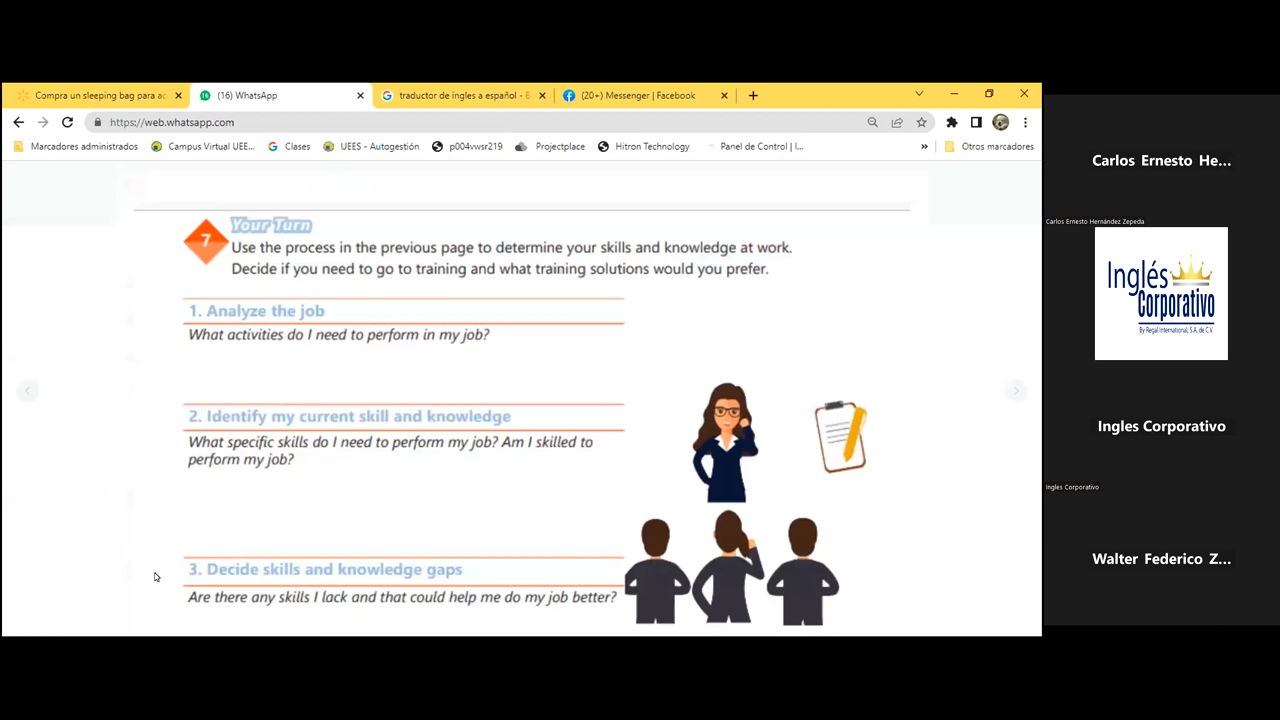 Compra un sleeping bag para ac
(16) WhatsApp
traductor de ingles a español - B
(20+) Messenger | Facebook
https://web.whatsapp.com
Marcadores administrados
Campus Virtual UEE...
Clases
UEES - Autogestión
p004vwsr219
Projectplace
Hitron Technology
Panel de Control | I...
»
Otros marcadores
7
Your Turn
Use the process in the previous page to determine your skills and knowledge at work.
Decide if you need to go to training and what training solutions would you prefer.
1. Analyze the job
What activities do I need to perform in my job?
2. Identify my current skill and knowledge
What specific skills do I need to perform my job? Am I skilled to
perform my job?
3. Decide skills and knowledge gaps
Are there any skills I lack and that could help me do my job better?
Carlos Ernesto He...
Carlos Ernesto Hernández Zepeda
Inglés
Corporativo
By Regal International, S.A. de C.V.
Ingles Corporativo
Ingles Corporativo
Walter Federico Z...